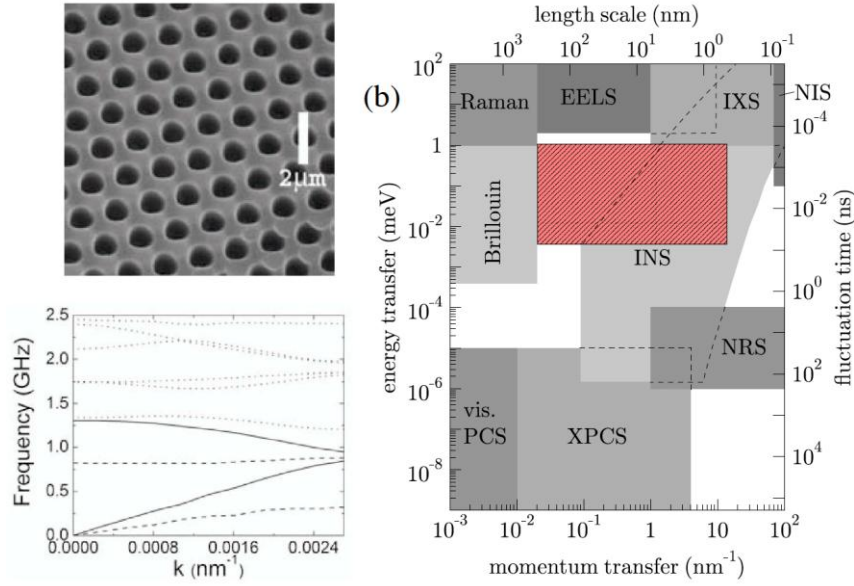 2μm
2.5
2.0
1.5
1.0
0.5
0.0
Frequency (GHz)
0.0000 0.0008 0.0016 0.0024
k (nm⁻¹)
(b)
length scale (nm)
10³ 10² 10¹ 10⁰ 10⁻¹
10²
1
10⁻²
10⁻⁴
10⁻⁶
10⁻⁸
energy transfer (meV)
Raman
EELS
IXS
NIS
Brillouin
INS
NRS
vis.
PCS
XPCS
10⁻⁴
10⁻²
10⁰
10²
10⁴
fluctuation time (ns)
10⁻³ 10⁻² 10⁻¹ 1 10 10²
momentum transfer (nm⁻¹)